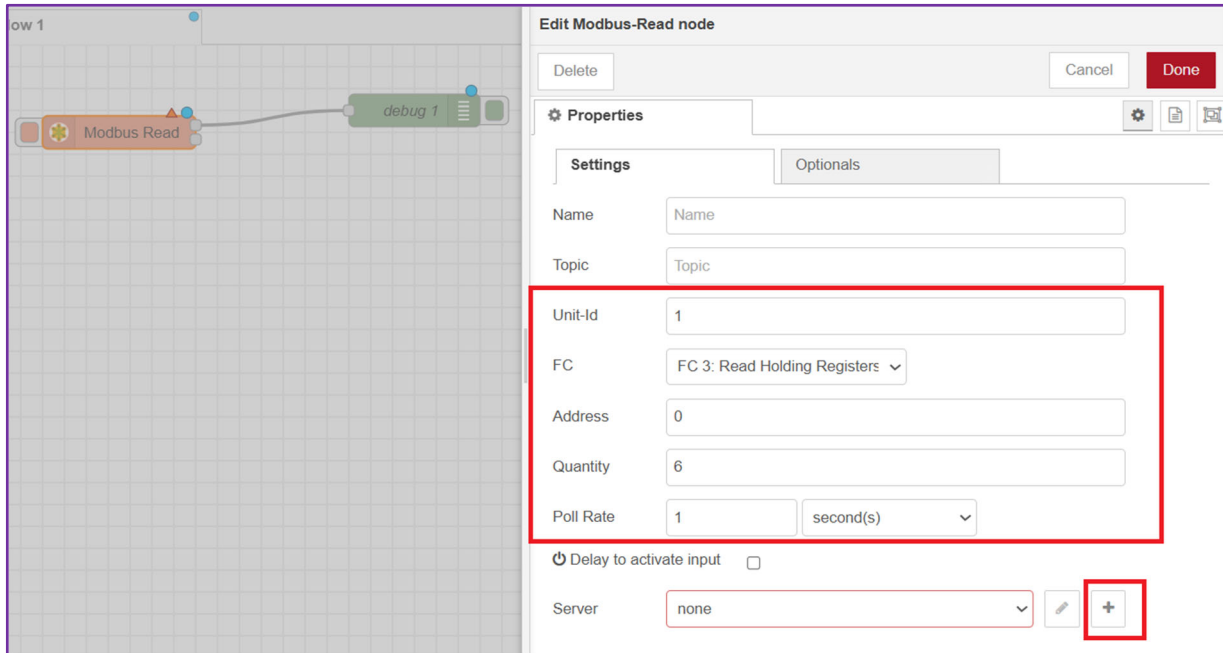 low 1
Edit Modbus-Read node
Delete
Cancel
Done
debug 1
Modbus Read
Properties
Settings
Optionals
Name
Name
Topic
Topic
Unit-Id
1
FC
FC 3: Read Holding Registers
Address
0
Quantity
6
Poll Rate
1
second(s)
Delay to activate input
Server
none